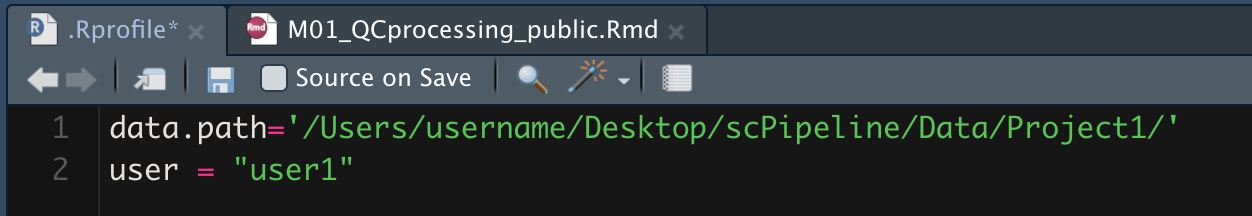 .Rprofile* M01_QCprocessing_public.Rmd
Source on Save
1 data.path='/Users/username/Desktop/scPipeline/Data/Project1/'
2 user = "user1"